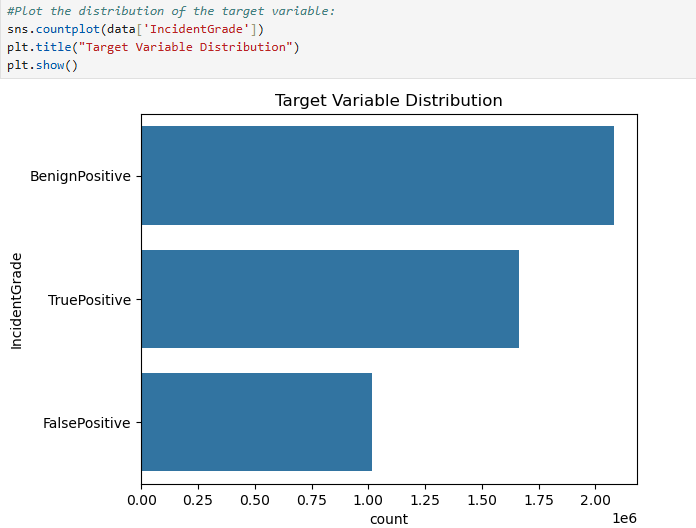 #Plot the distribution of the target variable:
sns.countplot(data['IncidentGrade'])
plt.title("Target Variable Distribution")
plt.show()
Target Variable Distribution
BenignPositive
TruePositive
FalsePositive
IncidentGrade
0.00 0.25 0.50 0.75 1.00 1.25 1.50 1.75 2.00
1e6
count